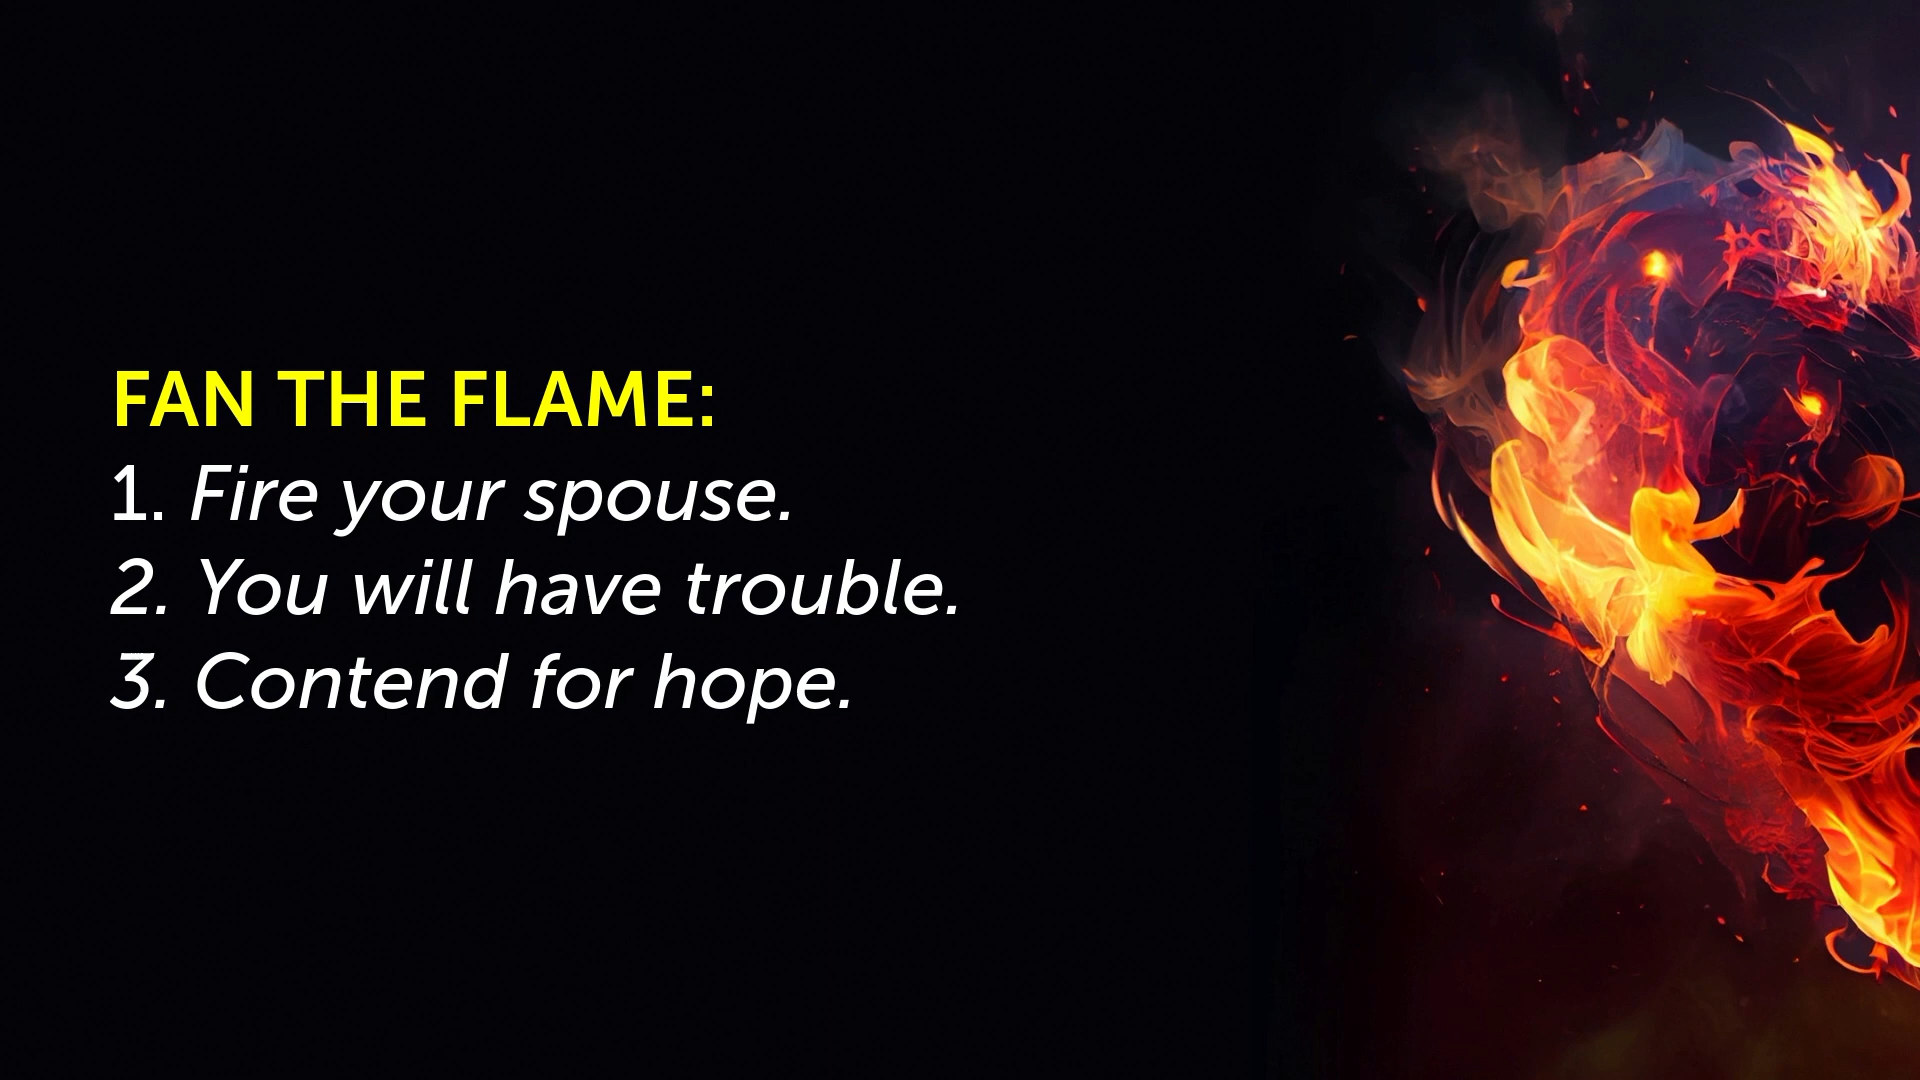 FAN THE FLAME:
1. Fire your spouse.
2. You will have trouble.
3. Contend for hope.